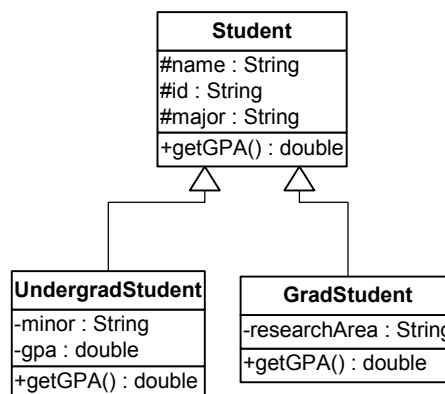 Student
#name : String
#id : String
#major : String
+getGPA() : double
UndergradStudent
-minor : String
-gpa : double
+getGPA() : double
GradStudent
-researchArea : String
+getGPA() : double